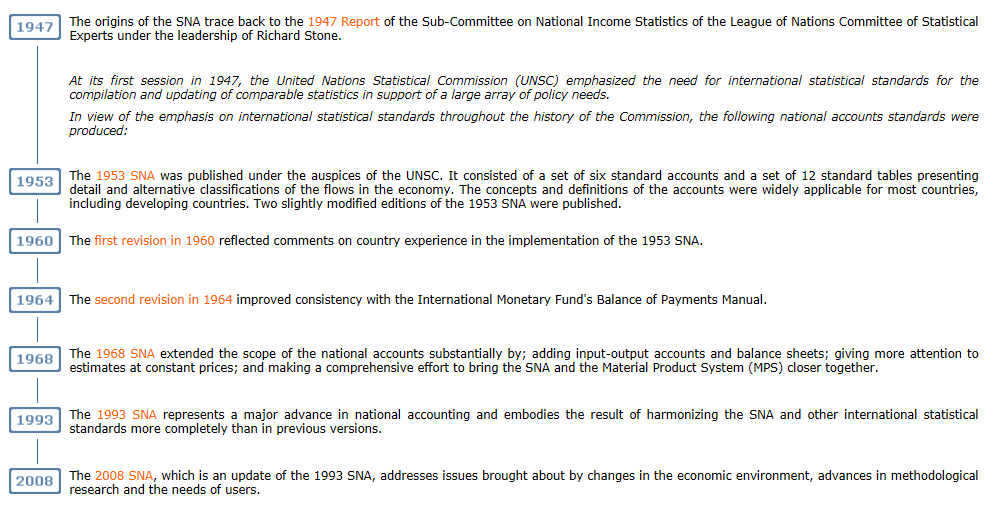 1947
The origins of the SNA trace back to the 1947 Report of the Sub-Committee on National Income Statistics of the League of Nations Committee of Statistical
Experts under the leadership of Richard Stone.
At its first session in 1947, the United Nations Statistical Commission (UNSC) emphasized the need for international statistical standards for the
compilation and updating of comparable statistics in support of a large array of policy needs.
In view of the emphasis on international statistical standards throughout the history of the Commission, the following national accounts standards were
produced:
1953
The 1953 SNA was published under the auspices of the UNSC. It consisted of a set of six standard accounts and a set of 12 standard tables presenting
detail and alternative classifications of the flows in the economy. The concepts and definitions of the accounts were widely applicable for most countries,
including developing countries. Two slightly modified editions of the 1953 SNA were published.
1960
The first revision in 1960 reflected comments on country experience in the implementation of the 1953 SNA.
1964
The second revision in 1964 improved consistency with the International Monetary Fund's Balance of Payments Manual.
1968
The 1968 SNA extended the scope of the national accounts substantially by; adding input-output accounts and balance sheets; giving more attention to
estimates at constant prices; and making a comprehensive effort to bring the SNA and the Material Product System (MPS) closer together.
1993
The 1993 SNA represents a major advance in national accounting and embodies the result of harmonizing the SNA and other international statistical
standards more completely than in previous versions.
2008
The 2008 SNA, which is an update of the 1993 SNA, addresses issues brought about by changes in the economic environment, advances in methodological
research and the needs of users.